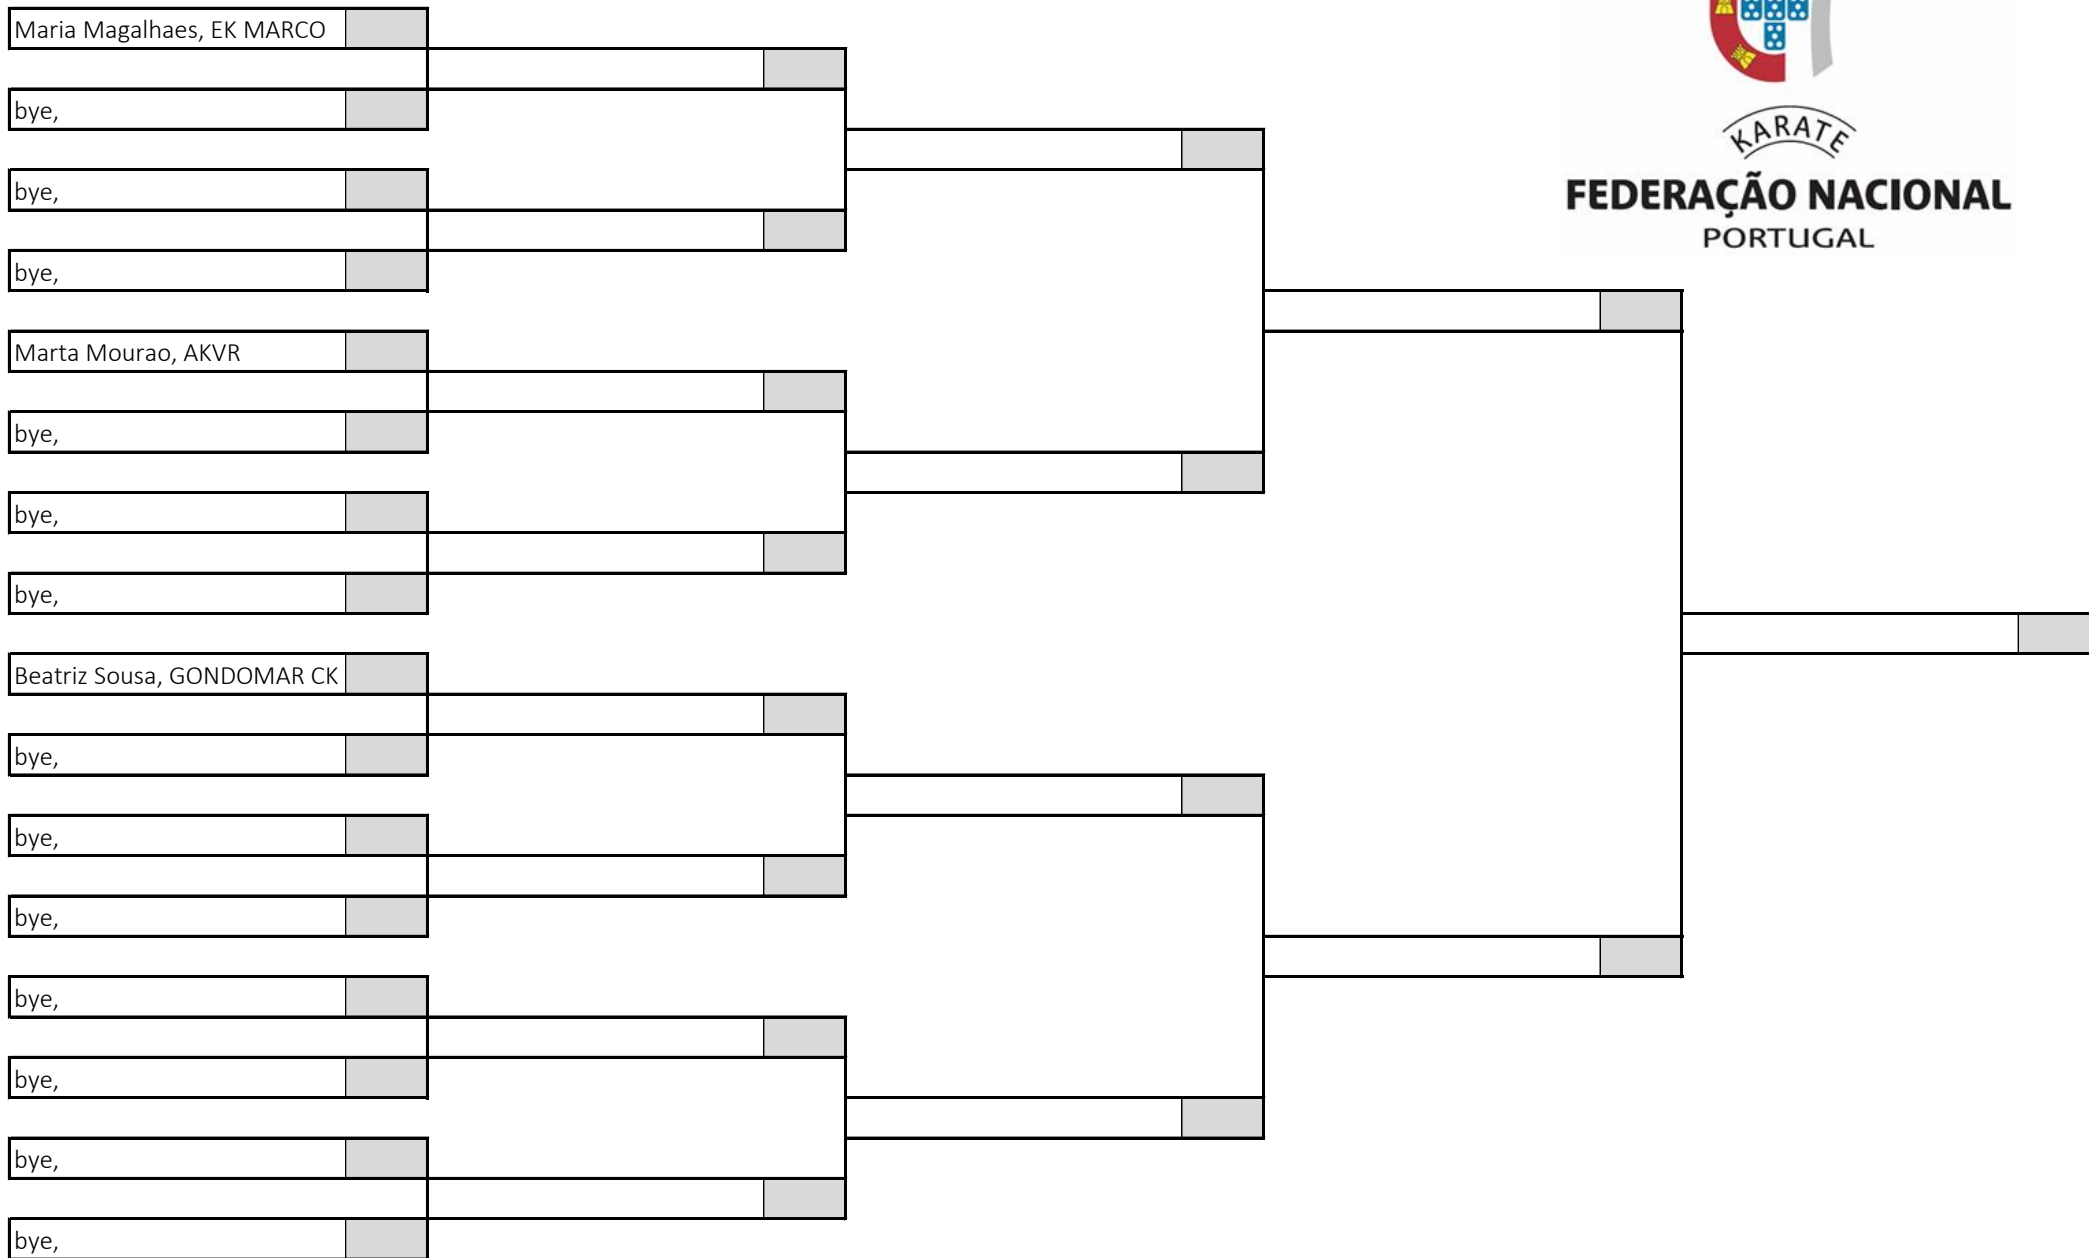 Maria Magalhaes, EK MARCO
bye,
bye,
bye,
Marta Mourao, AKVR
bye,
bye,
bye,
Beatriz Sousa, GONDOMAR CK
bye,
bye,
bye,
bye,
bye,
bye,
bye,
KARATE
FEDERAÇÃO NACIONAL
PORTUGAL